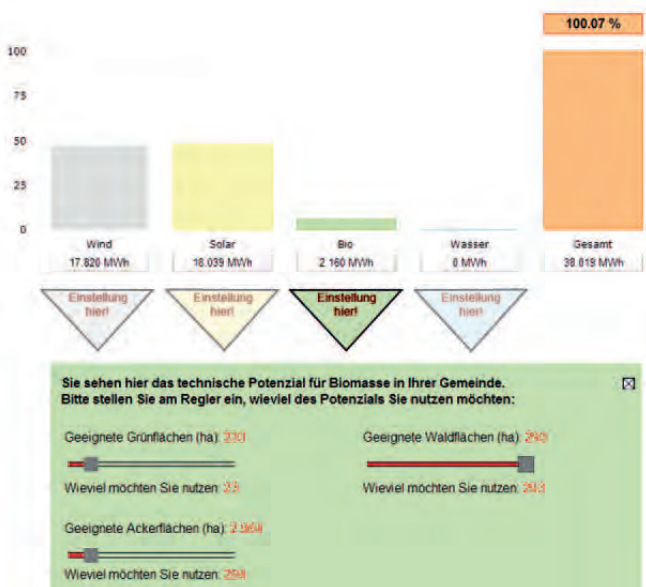 100.07 %
100
75
50
25
0
Wind
Solar
Bio
Wasser
Gesamt
17.820 MWh
18.039 MWh
2 160 MWh
0 MWh
38.019 MWh
Einstellung hier!
Einstellung hier!
Einstellung hier!
Einstellung hier!
Sie sehen hier das technische Potenzial für Biomasse in Ihrer Gemeinde.
Bitte stellen Sie am Regler ein, wieviel des Potenzials Sie nutzen möchten:
Geeignete Grünflächen (ha):
Geeignete Waldflächen (ha):
Wieviel möchten Sie nutzen:
Wieviel möchten Sie nutzen:
Geeignete Ackerflächen (ha):
Wieviel möchten Sie nutzen: